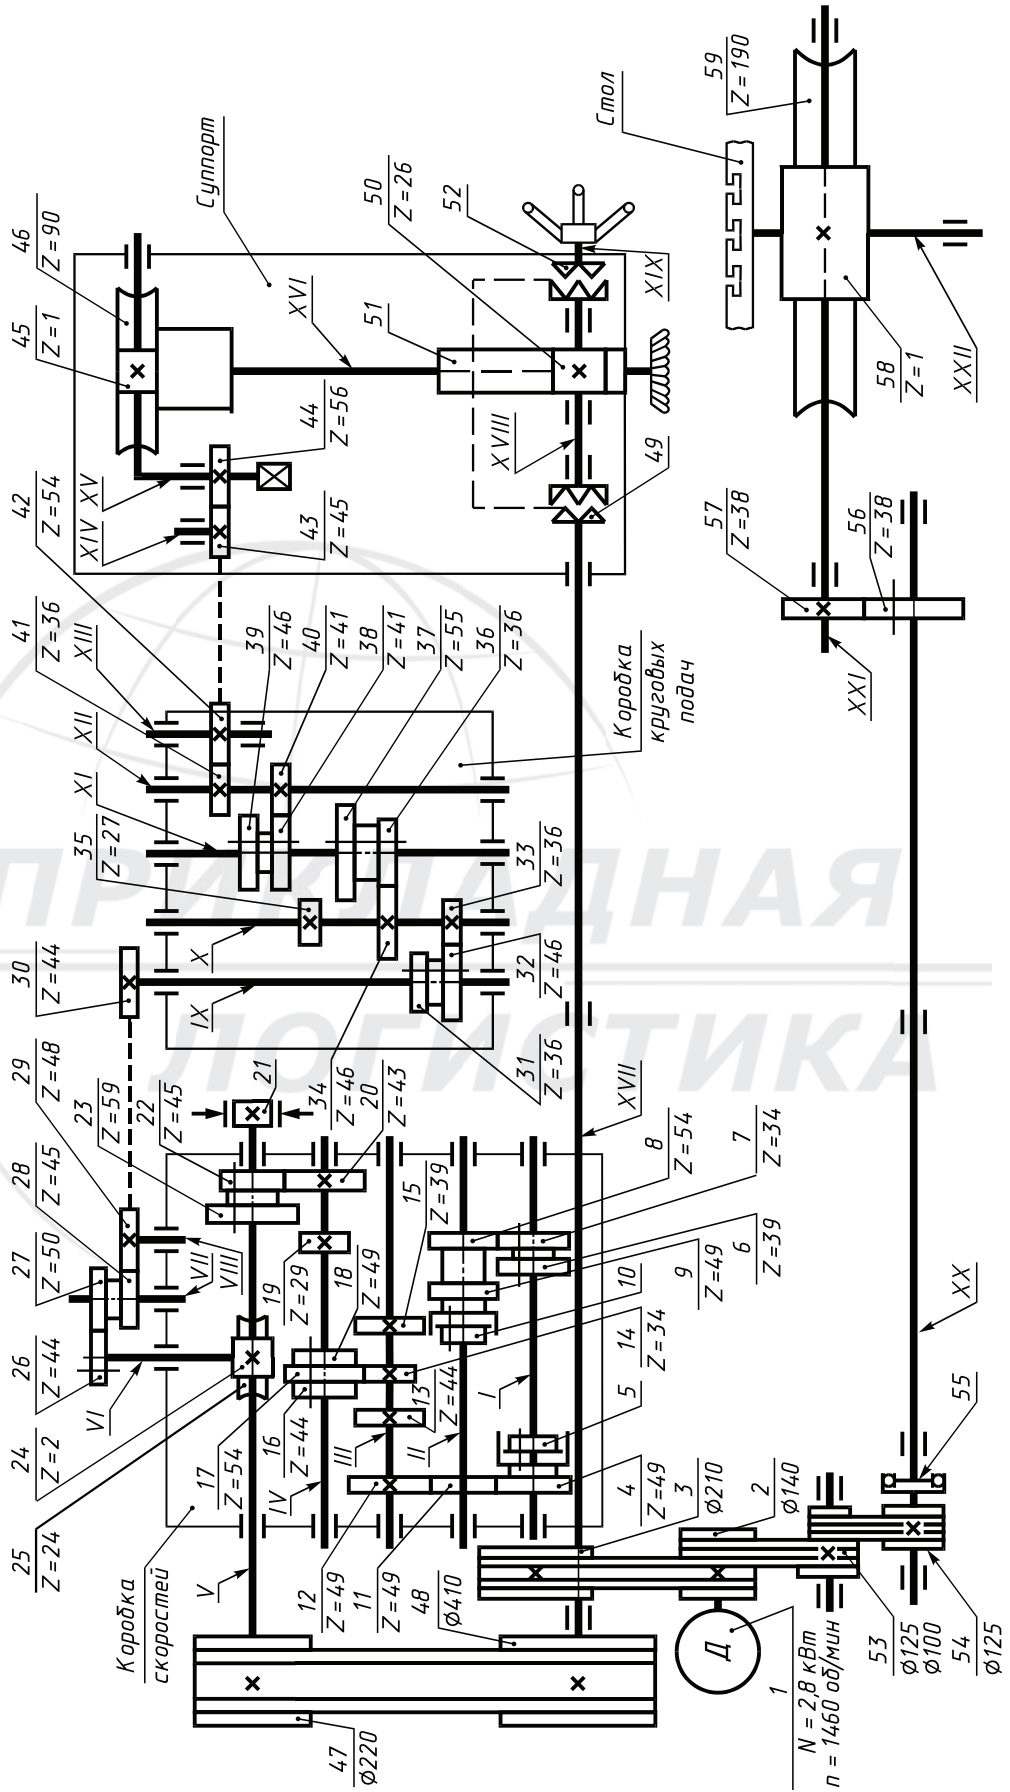 46
Z=90
45
Z=1
Суппорт
XVI
50
Z=26
51
52
XIX
Стол
59
Z=190
58
Z=1
XXII
44
Z=56
43
Z=45
XV
XIV
42
Z=54
XVIII
49
57
Z=38
56
Z=38
XXI
41
Z=36
XIII
XII
XI
39
Z=46
40
Z=41
38
Z=41
37
Z=55
36
Z=36
Коробка
круговых
подач
35
Z=27
33
Z=36
32
Z=46
31
Z=36
30
Z=44
X
IX
ПРИКЛАДНАЯ
ЛОГИСТИКА
29
Z=48
23
Z=59
22
Z=45
21
34
Z=46
20
Z=43
XVII
28
Z=45
27
Z=50
26
Z=44
VII
VIII
VI
19
Z=29
18
Z=49
15
Z=39
8
Z=54
7
Z=34
6
Z=39
9
Z=49
10
14
Z=34
5
13
Z=44
I
II
III
IV
16
Z=44
17
Z=54
24
Z=2
25
Z=24
V
Коробка
скоростей
12
Z=49
11
Z=49
48
Ø410
4
Z=49
3
Ø210
2
Ø140
XX
55
47
Ø220
Д
1
N = 2,8 кВт
n = 1460 об/мин
53
Ø125
Ø100
54
Ø125